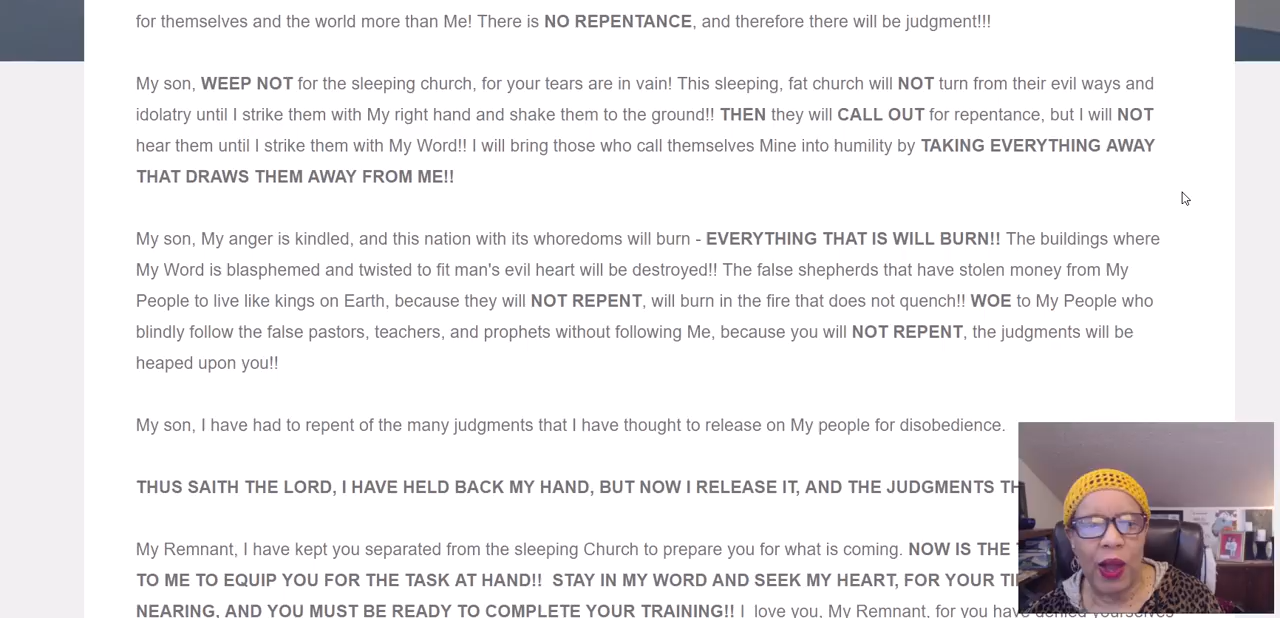 for themselves and the world more than Me! There is NO REPENTANCE, and therefore there will be judgment!!!
My son, WEEP NOT for the sleeping church, for your tears are in vain! This sleeping, fat church will NOT turn from their evil ways and
idolatry until I strike them with My right hand and shake them to the ground!! THEN they will CALL OUT for repentance, but I will NOT
hear them until I strike them with My Word!! I will bring those who call themselves Mine into humility by TAKING EVERYTHING AWAY
THAT DRAWS THEM AWAY FROM ME!!
My son, My anger is kindled, and this nation with its whoredoms will burn - EVERYTHING THAT IS WILL BURN!! The buildings where
My Word is blasphemed and twisted to fit man's evil heart will be destroyed!! The false shepherds that have stolen money from My
People to live like kings on Earth, because they will NOT REPENT, will burn in the fire that does not quench!! WOE to My People who
blindly follow the false pastors, teachers, and prophets without following Me, because you will NOT REPENT, the judgments will be
heaped upon you!!
My son, I have had to repent of the many judgments that I have thought to release on My people for disobedience.
THUS SAITH THE LORD, I HAVE HELD BACK MY HAND, BUT NOW I RELEASE IT, AND THE JUDGMENTS TH
My Remnant, I have kept you separated from the sleeping Church to prepare you for what is coming. NOW IS THE
TO ME TO EQUIP YOU FOR THE TASK AT HAND!! STAY IN MY WORD AND SEEK MY HEART, FOR YOUR TI
NEARING, AND YOU MUST BE READY TO COMPLETE YOUR TRAINING!! I love you, My Remnant, for you have denied yourselves